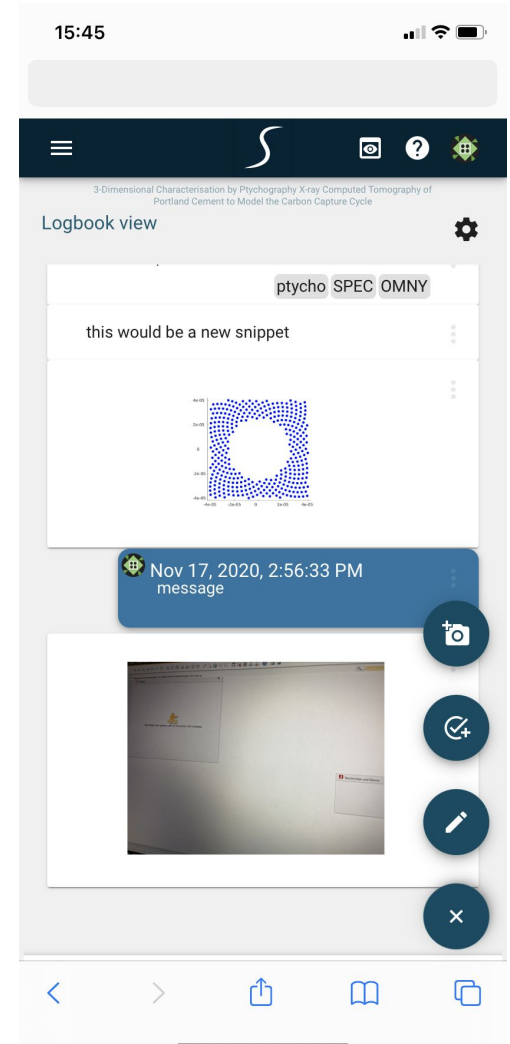 15:45
3-Dimensional Characterisation by Ptychography X-ray Computed Tomography of
Portland Cement to Model the Carbon Capture Cycle
Logbook view
ptycho SPEC OMNY
this would be a new snippet
4e-05
2e-05
0
-2e-05
-4e-05
-4e-05 -2e-05 0 2e-05 4e-05
Nov 17, 2020, 2:56:33 PM
message